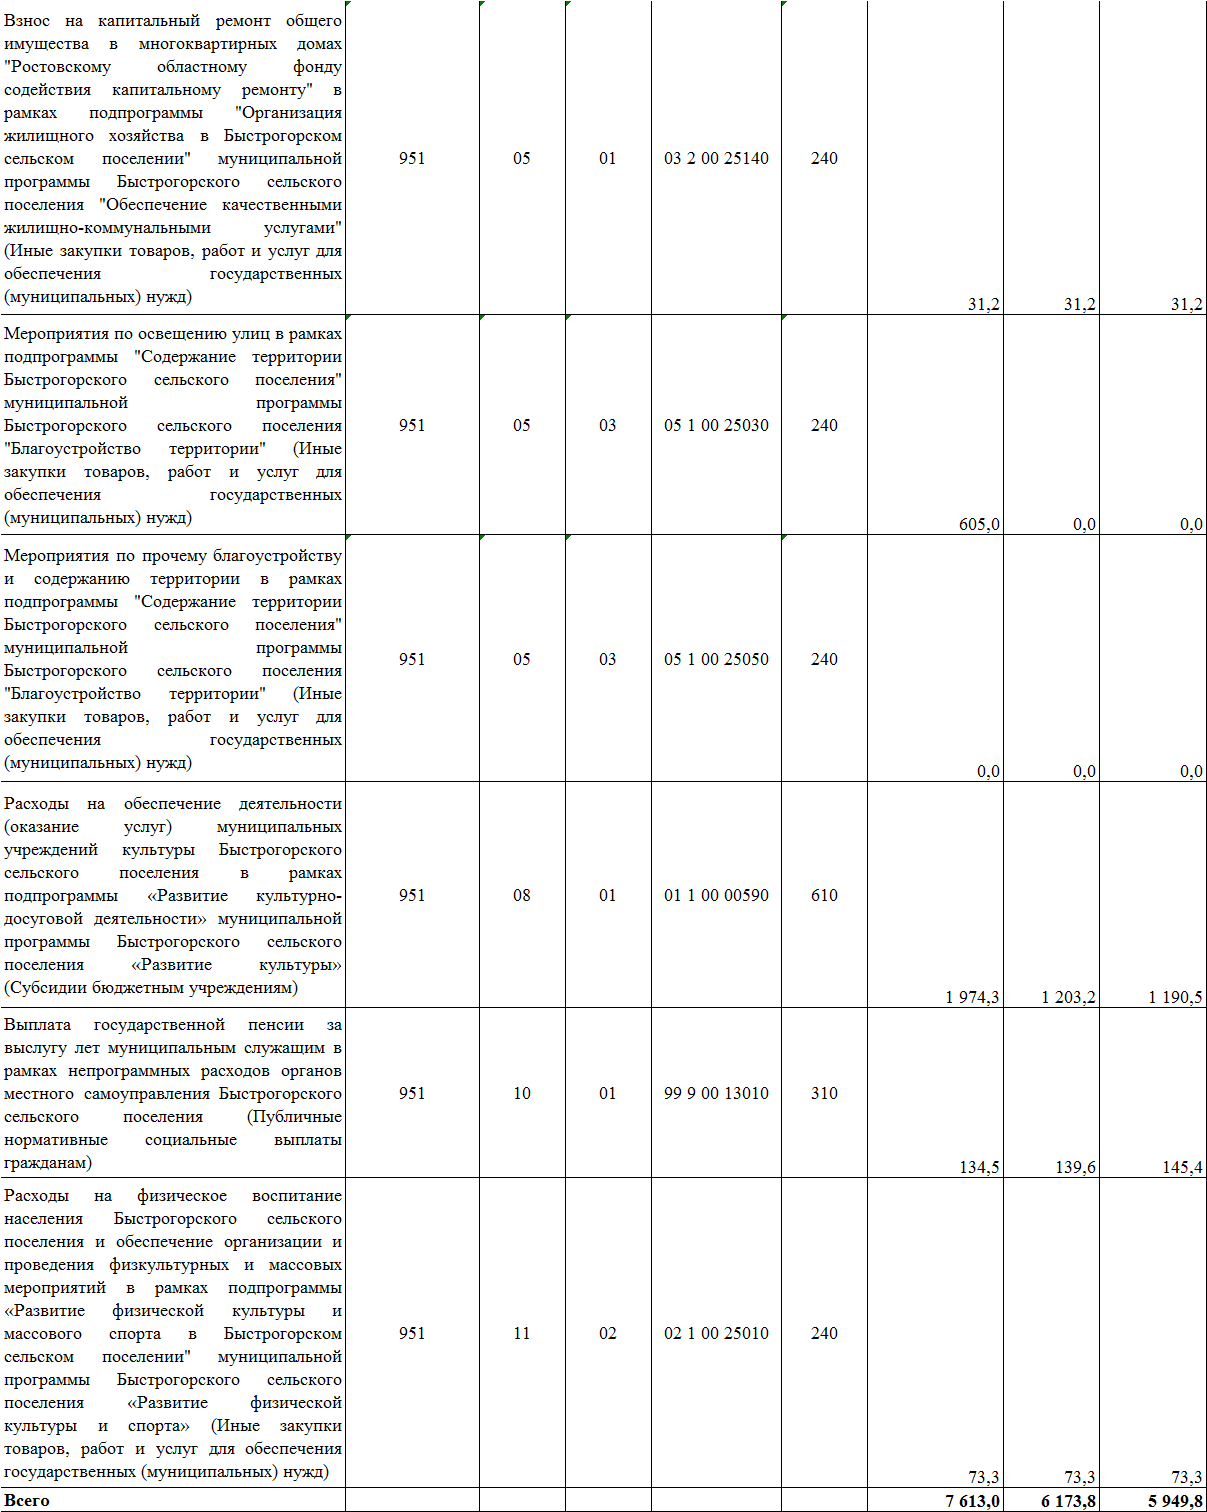 Взнос на капитальный ремонт общего
имущества в многоквартирных домах
"Ростовскому областному фонду
содействия капитальному ремонту" в
рамках подпрограммы "Организация
жилищного хозяйства в Быстрогорском
сельском поселении" муниципальной
программы Быстрогорского сельского
поселения "Обеспечение качественными
жилищно-коммунальными услугами"
(Иные закупки товаров, работ и услуг для
обеспечения государственных
(муниципальных) нужд)
951 05 01 03 2 00 25140 240 31,2 31,2 31,2
Мероприятия по освещению улиц в рамках
подпрограммы "Содержание территории
Быстрогорского сельского поселения"
муниципальной программы
Быстрогорского сельского поселения
"Благоустройство территории" (Иные
закупки товаров, работ и услуг для
обеспечения государственных
(муниципальных) нужд)
951 05 03 05 1 00 25030 240 605,0 0,0 0,0
Мероприятия по прочему благоустройству
и содержанию территории в рамках
подпрограммы "Содержание территории
Быстрогорского сельского поселения"
муниципальной программы
Быстрогорского сельского поселения
"Благоустройство территории" (Иные
закупки товаров, работ и услуг для
обеспечения государственных
(муниципальных) нужд)
951 05 03 05 1 00 25050 240 0,0 0,0 0,0
Расходы на обеспечение деятельности
(оказание услуг) муниципальных
учреждений культуры Быстрогорского
сельского поселения в рамках
подпрограммы «Развитие культурно-
досуговой деятельности» муниципальной
программы Быстрогорского сельского
поселения «Развитие культуры»
(Субсидии бюджетным учреждениям)
951 08 01 01 1 00 00590 610 1 974,3 1 203,2 1 190,5
Выплата государственной пенсии за
выслугу лет муниципальным служащим в
рамках непрограммных расходов органов
местного самоуправления Быстрогорского
сельского поселения (Публичные
нормативные социальные выплаты
гражданам)
951 10 01 99 9 00 13010 310 134,5 139,6 145,4
Расходы на физическое воспитание
населения Быстрогорского сельского
поселения и обеспечение организации и
проведения физкультурных и массовых
мероприятий в рамках подпрограммы
«Развитие физической культуры и
массового спорта в Быстрогорском
сельском поселении" муниципальной
программы Быстрогорского сельского
поселения «Развитие физической
культуры и спорта» (Иные закупки
товаров, работ и услуг для обеспечения
государственных (муниципальных) нужд)
951 11 02 02 1 00 25010 240 73,3 73,3 73,3
Всего 7 613,0 6 173,8 5 949,8